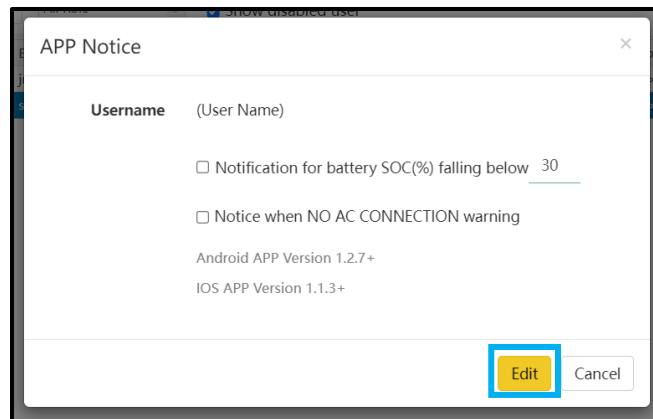 Show disabled user
APP Notice
×
Username (User Name)
Notification for battery SOC(%) falling below 30
Notice when NO AC CONNECTION warning
Android APP Version 1.2.7+
IOS APP Version 1.1.3+
Edit Cancel